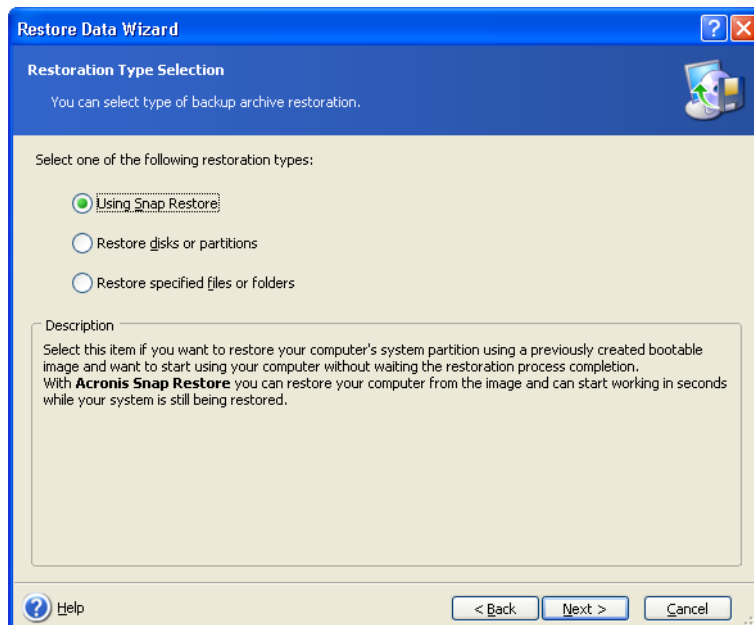 Restore Data Wizard
Restoration Type Selection
You can select type of backup archive restoration.
Select one of the following restoration types:
Using Snap Restore
Restore disks or partitions
Restore specified files or folders
Description
Select this item if you want to restore your computer's system partition using a previously created bootable
image and want to start using your computer without waiting the restoration process completion.
With Acronis Snap Restore you can restore your computer from the image and can start working in seconds
while your system is still being restored.
Help
< Back
Next >
Cancel